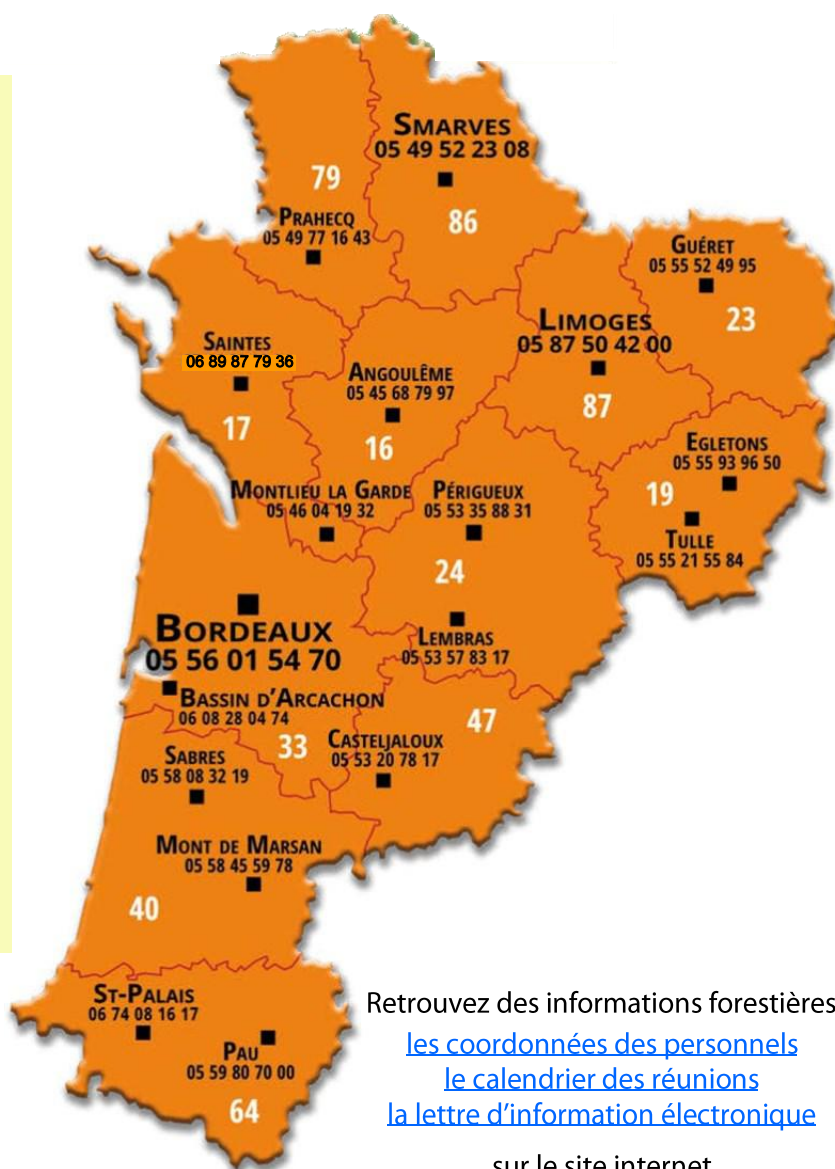 SMARVES
05 49 52 23 08
79
PRAHECQ
05 49 77 16 43
86
GUÉRET
05 55 52 49 95
23
LIMOGES
05 87 50 42 00
87
SAINTES
06 89 87 79 36
17
ANGOULÊME
05 45 68 79 97
16
EGLETONS
05 55 93 96 50
19
TULLE
05 55 21 55 84
MONTLIEU LA GARDE
05 46 04 19 32
PÉRIGUEUX
05 53 35 88 31
24
LEMBRAS
05 53 57 83 17
BORDEAUX
05 56 01 54 70
BASSIN D'ARCACHON
06 08 28 04 74
33
47
CASTELJALOUX
05 53 20 78 17
SABRES
05 58 08 32 19
MONT DE MARSAN
05 58 45 59 78
40
ST-PALAIS
06 74 08 16 17
PAU
05 59 80 70 00
64
Retrouvez des informations forestières
les coordonnées des personnels
le calendrier des réunions
la lettre d'information électronique
sur le site internet